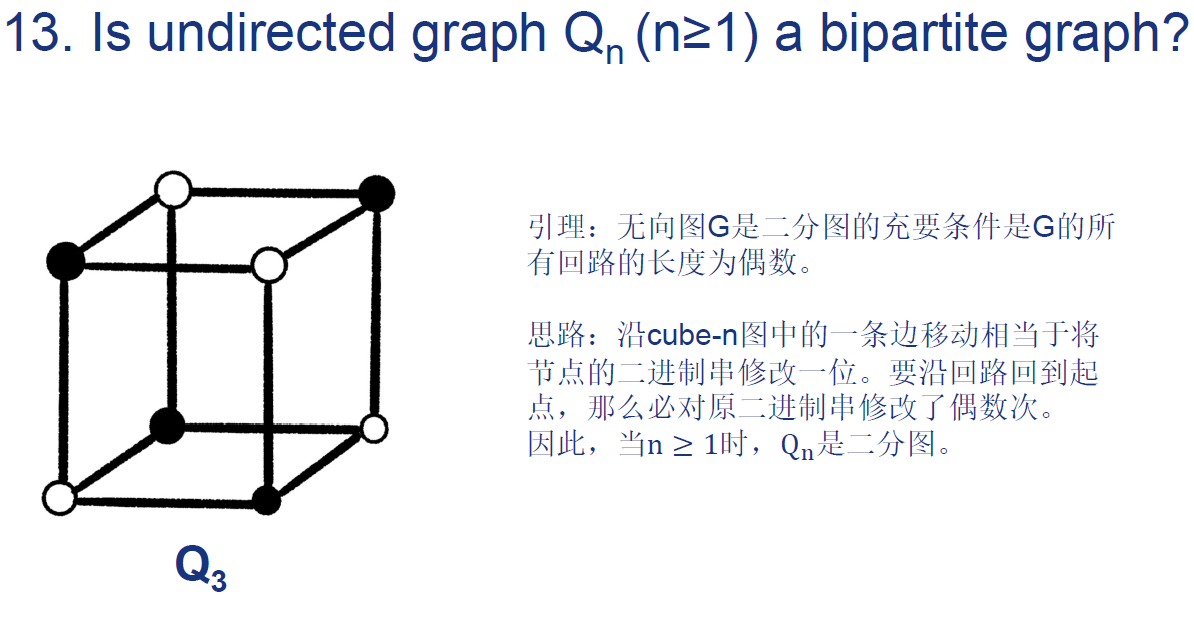 13. Is undirected graph Qn (n≥1) a bipartite graph?
引理：无向图G是二分图的充要条件是G的所
有回路的长度为偶数。
思路：沿cube-n图中的一条边移动相当于将
节点的二进制串修改一位。要沿回路回到起
点，那么必对原二进制串修改了偶数次。
因此，当n ≥ 1时，Qn是二分图。
Q3